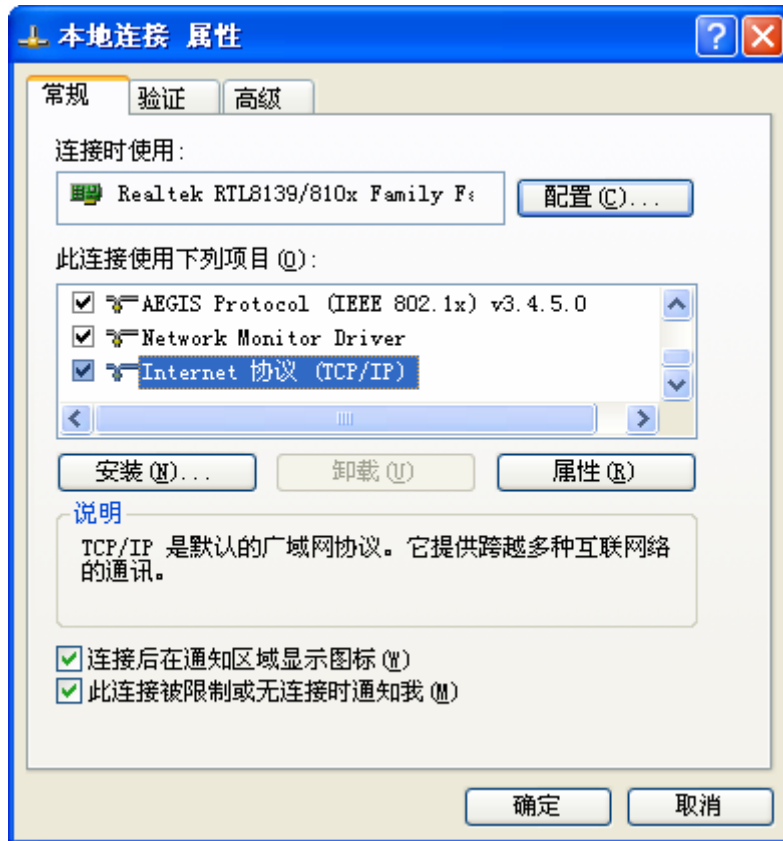 本地连接 属性
常规 验证 高级
连接时使用:
Realtek RTL8139/810x Family Fa
配置(C)...
此连接使用下列项目(O):
AEGIS Protocol (IEEE 802.1x) v3.4.5.0
Network Monitor Driver
Internet 协议 (TCP/IP)
安装(N)... 卸载(U) 属性(R)
说明
TCP/IP 是默认的广域网协议。它提供跨越多种互联网络
的通讯。
连接后在通知区域显示图标(W)
此连接被限制或无连接时通知我(M)
确定 取消